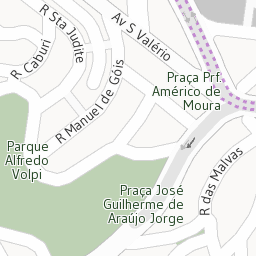 R Sta Judite
Av S Valério
R Caburi
Praça Prf.
Américo de
Moura
R Manuel de Góis
Parque
Alfredo
Volpi
Praça José
Guilherme de
Araújo Jorge
R das Malvas